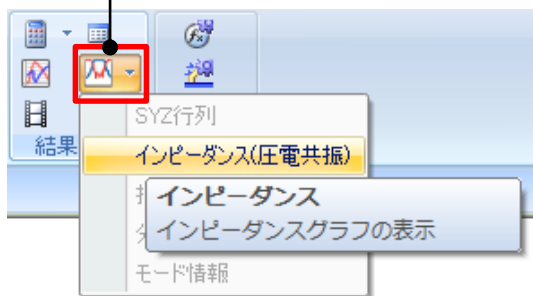 結果
SYZ行列
インピーダンス(圧電共振)
インピーダンス
インピーダンスグラフの表示
モード情報